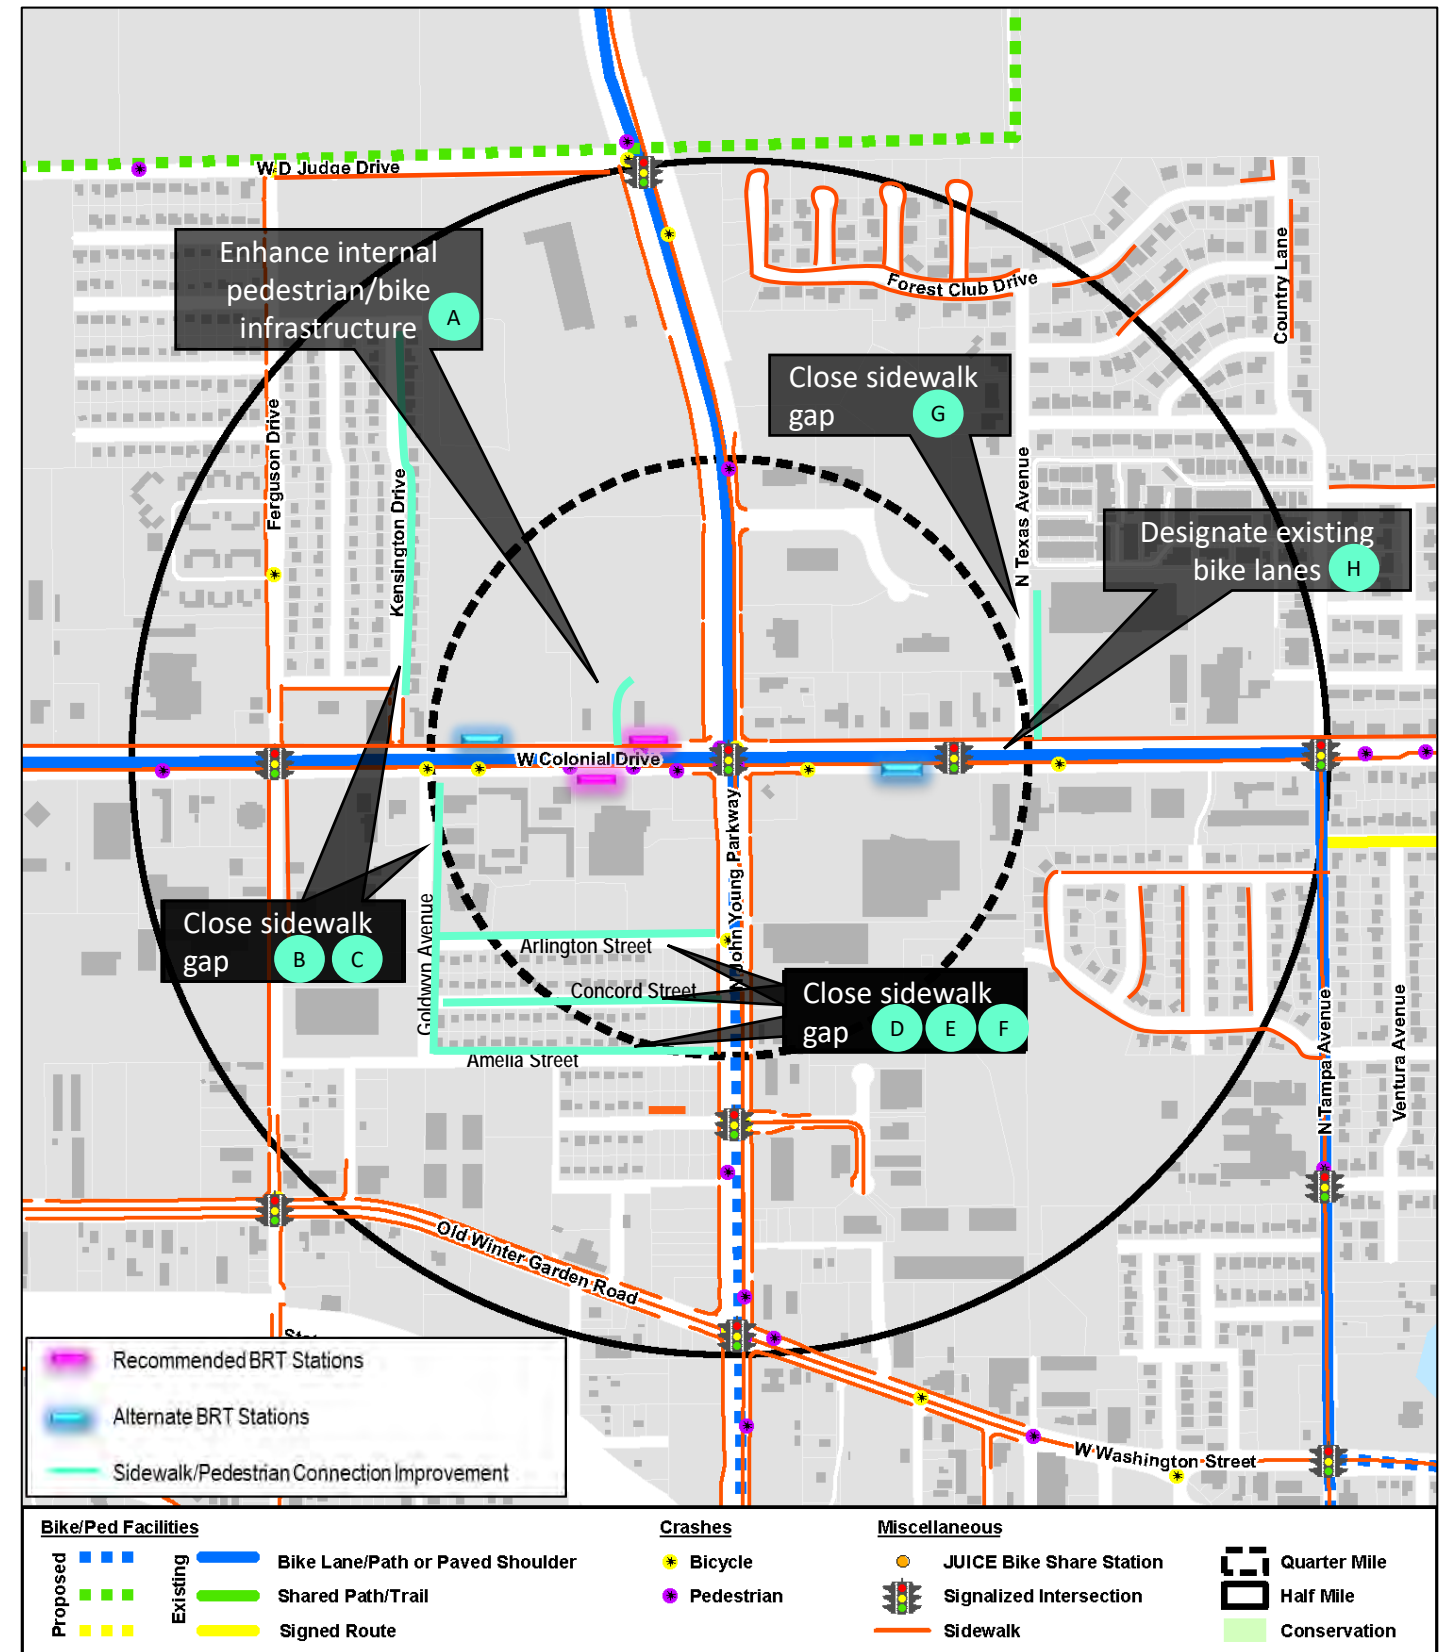 W D Judge Drive
Enhance internal
pedestrian/bike
infrastructure A
Forest Club Drive
Country Lane
Close sidewalk
gap G
Ferguson Drive
Kensington Drive
N Texas Avenue
Designate existing
bike lanes H
W Colonial Drive
John Young Parkway
Close sidewalk
gap B C
Goldwyn Avenue
Arlington Street
Concord Street
Close sidewalk
gap D E F
Amelia Street
N Tampa Avenue
Ventura Avenue
Old Winter Garden Road
W Washington Street
Recommended BRT Stations
Alternate BRT Stations
Sidewalk/Pedestrian Connection Improvement
Bike/Ped Facilities
Proposed
Existing
Bike Lane/Path or Paved Shoulder
Shared Path/Trail
Signed Route
Crashes
Bicycle
Pedestrian
Miscellaneous
JUICE Bike Share Station
Signalized Intersection
Sidewalk
Quarter Mile
Half Mile
Conservation